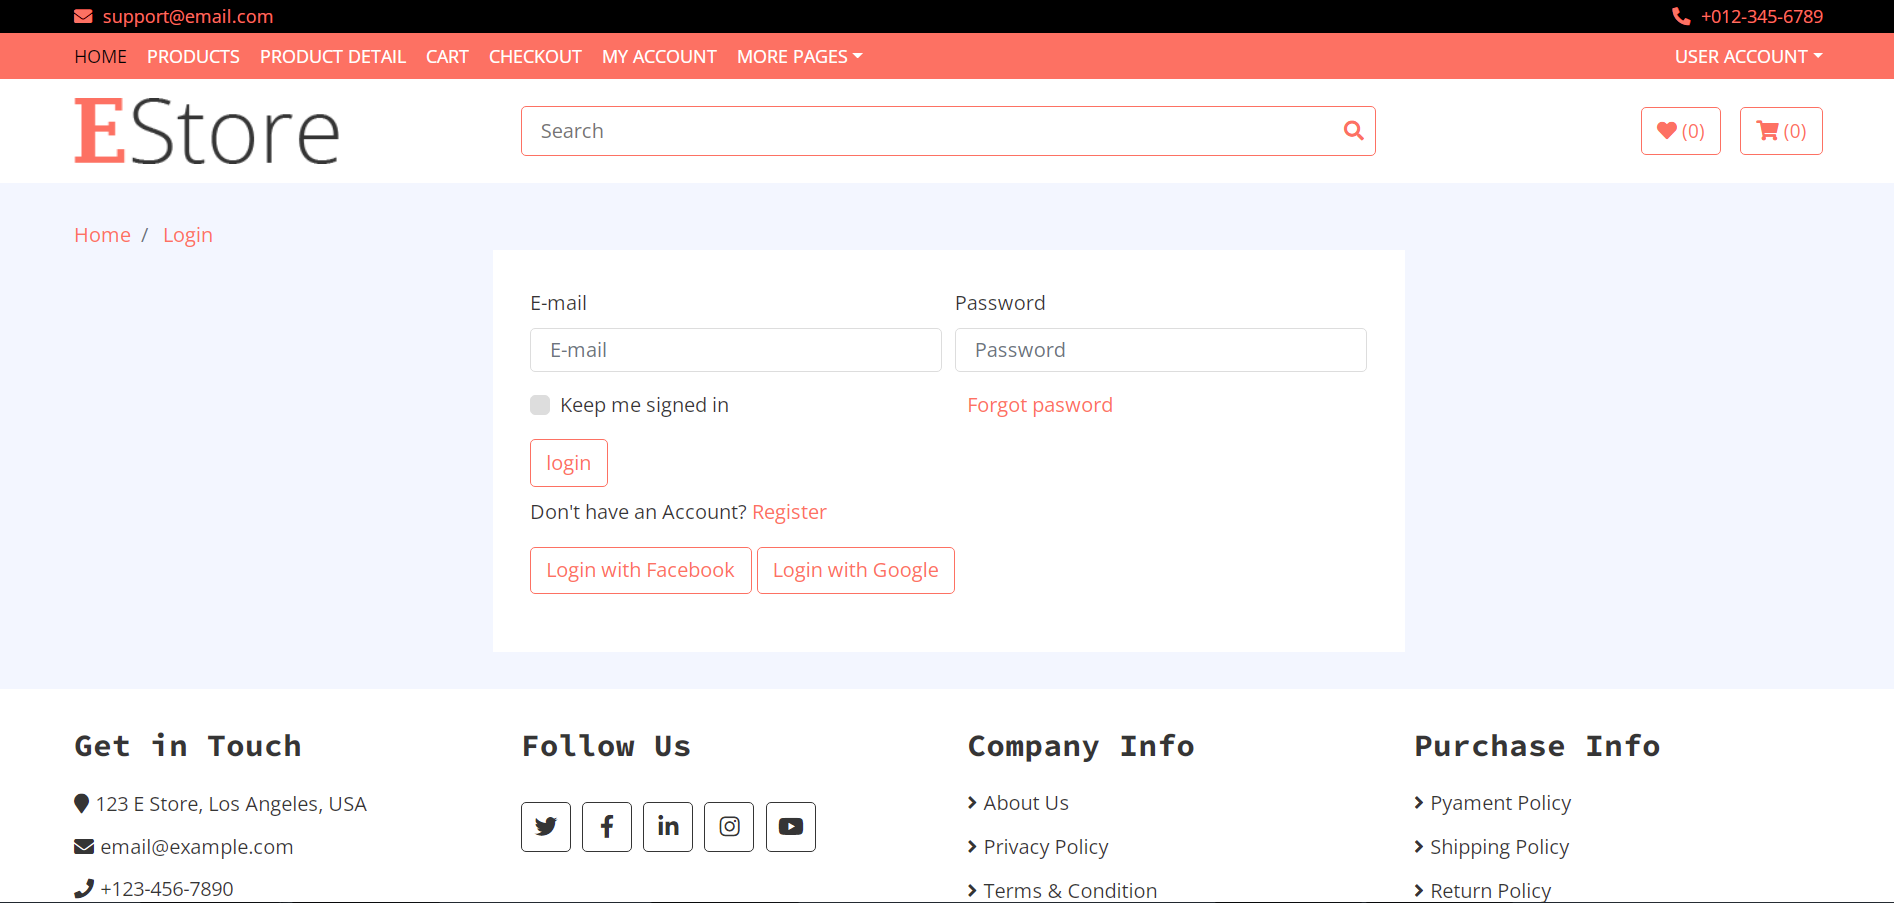 support@email.com +012-345-6789
HOME PRODUCTS PRODUCT DETAIL CART CHECKOUT MY ACCOUNT MORE PAGES USER ACCOUNT
EStore Search (0) (0)
Home / Login
E-mail Password
E-mail Password
Keep me signed in Forgot pasword
login
Don't have an Account? Register
Login with Facebook Login with Google
Get in Touch Follow Us Company Info Purchase Info
123 E Store, Los Angeles, USA About Us Pyament Policy
email@example.com Privacy Policy Shipping Policy
+123-456-7890 Terms & Condition Return Policy